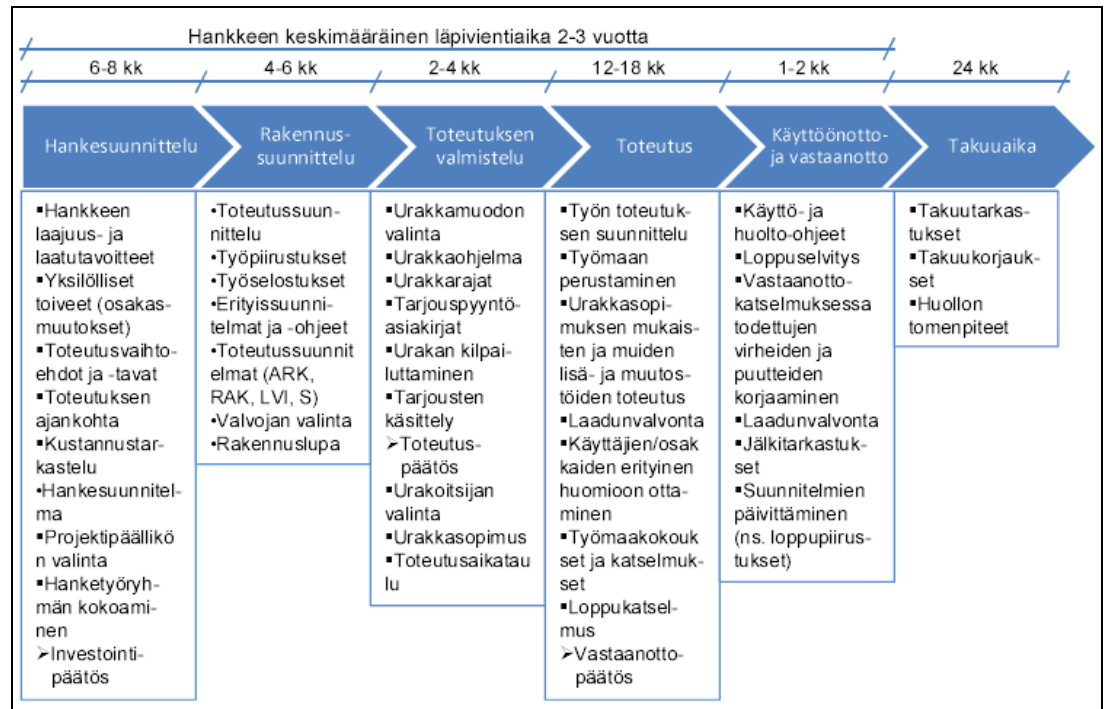 Hankkeen keskimääräinen läpivientiaika 2-3 vuotta
6-8 kk
4-6 kk
2-4 kk
12-18 kk
1-2 kk
24 kk
Hankesuunnittelu
Rakennus-
suunnittelu
Toteutuksen
valmistelu
Toteutus
Käyttöönotto-
ja vastaanotto
Takuuaika
▪Hankkeen
laajuus- ja
laatutavoitteet
▪Yksilölliset
toiveet (osakas-
muutokset)
▪Toteutusvaihto-
ehdot ja -tavat
▪Toteutuksen
ajankohta
▪Kustannustar-
kastelu
•Hankesuunnitel-
ma
▪Projektipäällikö
n valinta
▪Hanketyöryh-
män kokoami-
nen
➢Investointi-
päätös
•Toteutussuun-
nittelu
•Työpiirustukset
•Työselostukset
•Erityissuunni-
telmat ja -ohjeet
•Toteutussuunnit
elmat (ARK,
RAK, LVI, S)
•Valvojan valinta
•Rakennuslupa
▪Urakkamuodon
valinta
▪Urakkaohjelma
▪Urakkarajat
▪Tarjouspyyntö-
asiakirjat
▪Urakan kilpai-
luttaminen
▪Tarjousten
käsittely
➢Toteutus-
päätös
▪Urakoitsijan
valinta
▪Urakkasopimus
▪Toteutusaikatau
lu
▪Työn toteutuk-
sen suunnittelu
▪Työmaan
perustaminen
▪Urakkasopi-
muksen mukais-
ten ja muiden
lisä- ja muutos-
töiden toteutus
▪Laadunvalvonta
▪Käyttäjien/osak
kaiden erityinen
huomioon otta-
minen
▪Työmaakokouk
set ja katselmuk-
set
▪Loppukatsel-
mus
➢Vastaanotto-
päätös
▪Käyttö- ja
huolto-ohjeet
▪Loppuselvitys
▪Vastaanotto-
katselmuksessa
todettujen
virheiden ja
puutteiden
korjaaminen
▪Laadunvalvonta
▪Jälkitarkastuk-
set
▪Suunnitelmien
päivittäminen
(ns. loppupiirus-
tukset)
▪Takuutarkas-
tukset
▪Takuukorjauk-
set
▪Huollon
tomenpiteet